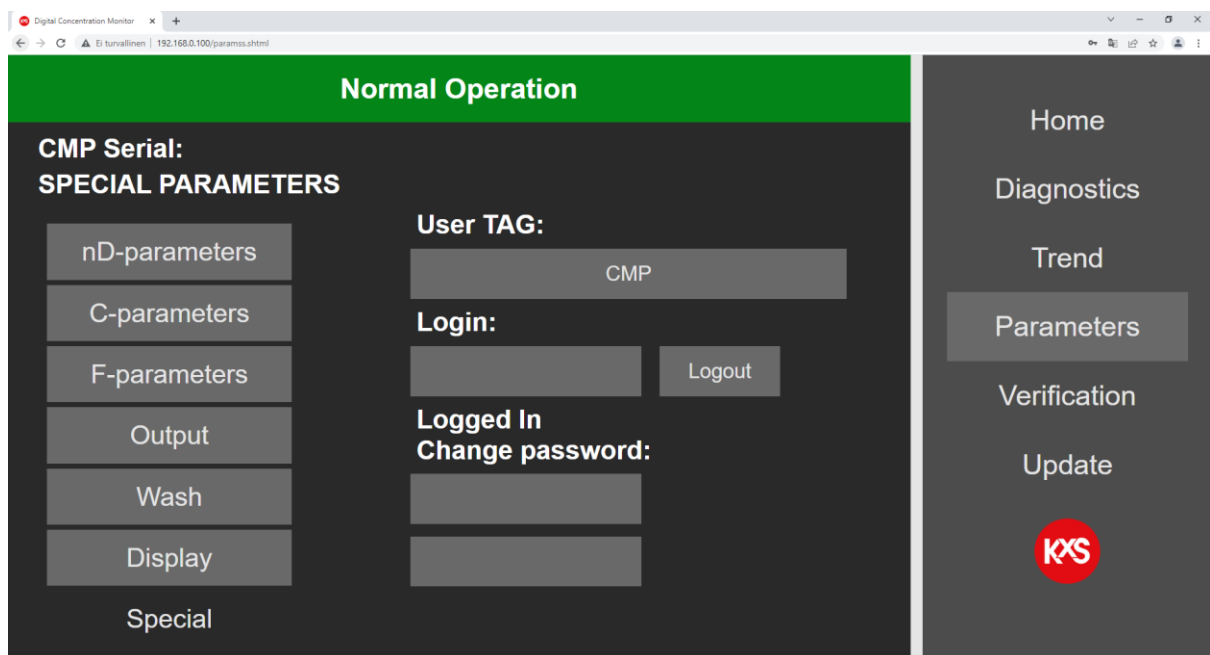 Digital Concentration Monitor
Ei turvallinen | 192.168.0.100/paramss.shtml
Normal Operation
CMP Serial:
SPECIAL PARAMETERS
nD-parameters
C-parameters
F-parameters
Output
Wash
Display
Special
User TAG:
CMP
Login:
Logout
Logged In
Change password:
Home
Diagnostics
Trend
Parameters
Verification
Update
KXS